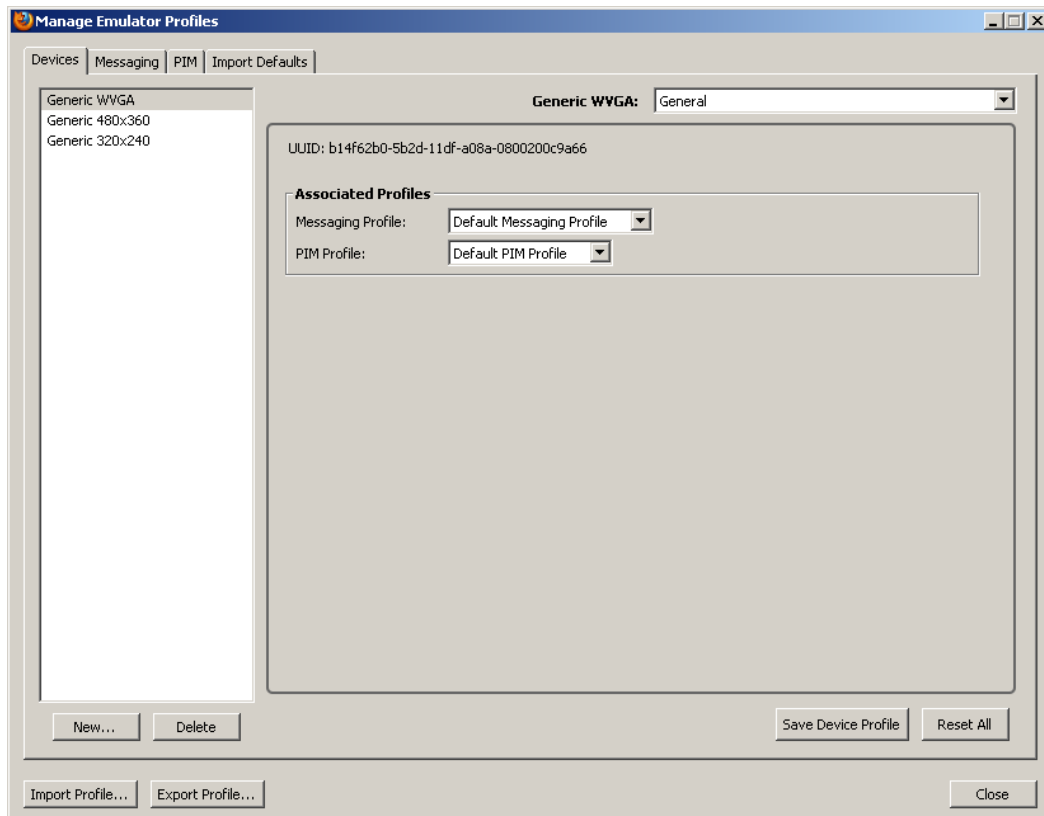 Manage Emulator Profiles
Devices Messaging PIM Import Defaults
Generic WVGA
Generic 480x360
Generic 320x240
Generic WVGA: General
UUID: b14f62b0-5b2d-11df-a08a-0800200c9a66
Associated Profiles
Messaging Profile: Default Messaging Profile
PIM Profile: Default PIM Profile
New... Delete
Save Device Profile Reset All
Import Profile... Export Profile... Close